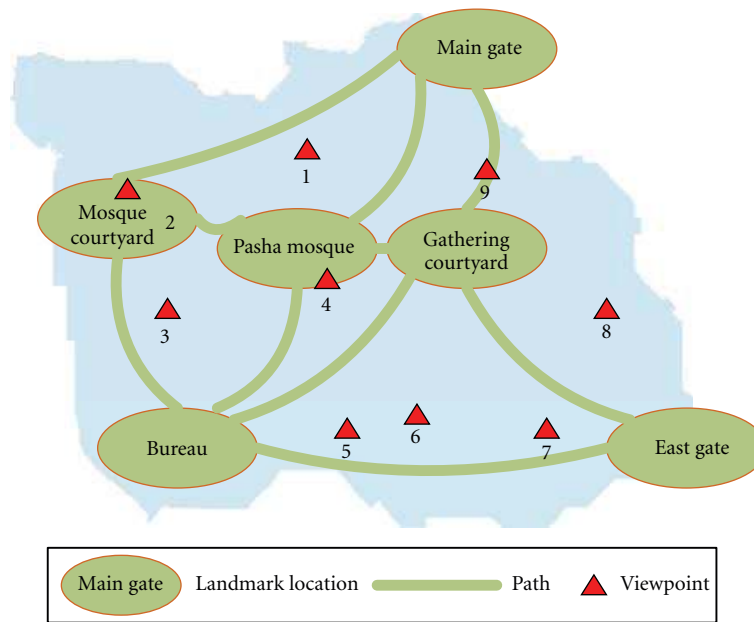 Main gate
1
9
Mosque
courtyard
2
Pasha mosque
Gathering
courtyard
4
3
8
Bureau
5
6
7
East gate
Main gate
Landmark location
Path
Viewpoint